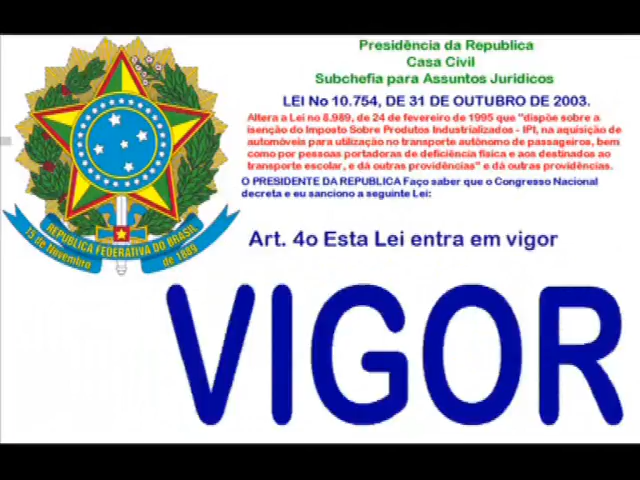 Presidência da Republica
Casa Civil
Subchefia para Assuntos Juridicos
LEI No 10.754, DE 31 DE OUTUBRO DE 2003.
Altera a Lei no 8.989, de 24 de fevereiro de 1995 que "dispõe sobre a
isenção do Imposto Sobre Produtos Industrializados - IPI, na aquisição de
automóveis para utilização no transporte autônomo de passageiros, bem
como por pessoas portadoras de deficiência física e aos destinados ao
transporte escolar, e dá outras providências" e dá outras providências.
O PRESIDENTE DA REPUBLICA Faço saber que o Congresso Nacional
decreta e eu sanciono a seguinte Lei:
REPUBLICA FEDERATIVA DO BRASIL
15 de Novembro
de 1889
Art. 4o Esta Lei entra em vigor
VIGOR